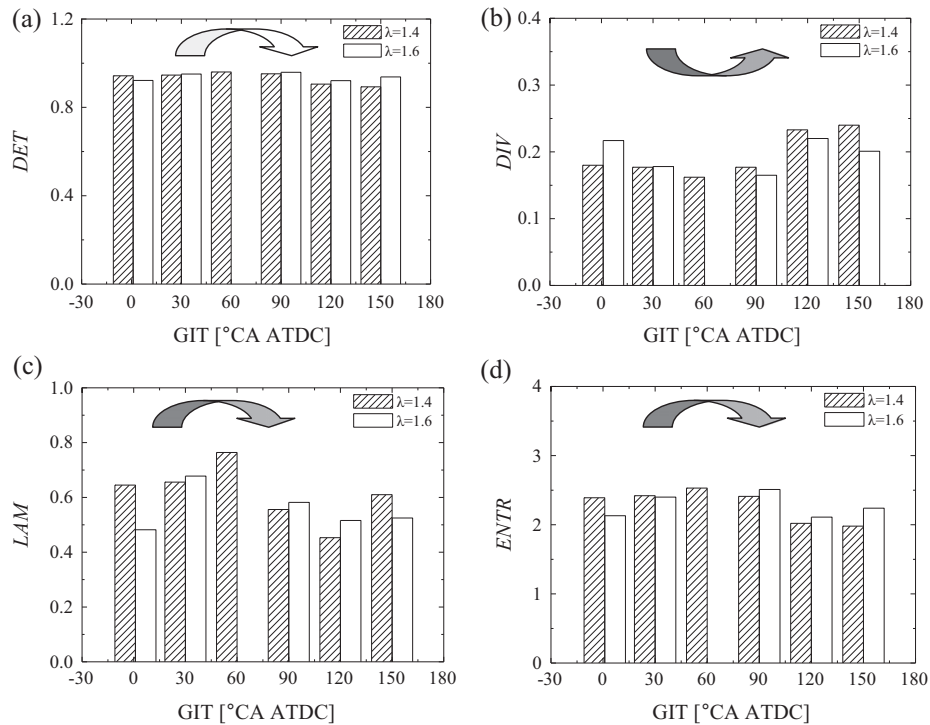 (a)
1.2
λ=1.4
λ=1.6
0.8
DET
0.4
0.0
-30 0 30 60 90 120 150 180
GIT [°CA ATDC]
(b)
0.4
λ=1.4
λ=1.6
0.3
DIV
0.2
0.1
0.0
-30 0 30 60 90 120 150 180
GIT [°CA ATDC]
(c)
1.0
λ=1.4
λ=1.6
0.8
0.6
LAM
0.4
0.2
0.0
-30 0 30 60 90 120 150 180
GIT [°CA ATDC]
(d)
4
λ=1.4
λ=1.6
3
ENTR
2
1
0
-30 0 30 60 90 120 150 180
GIT [°CA ATDC]